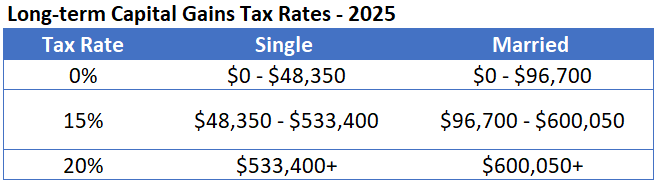 Long-term Capital Gains Tax Rates - 2025
Tax Rate Single Married
0% $0 - $48,350 $0 - $96,700
15% $48,350 - $533,400 $96,700 - $600,050
20% $533,400+ $600,050+